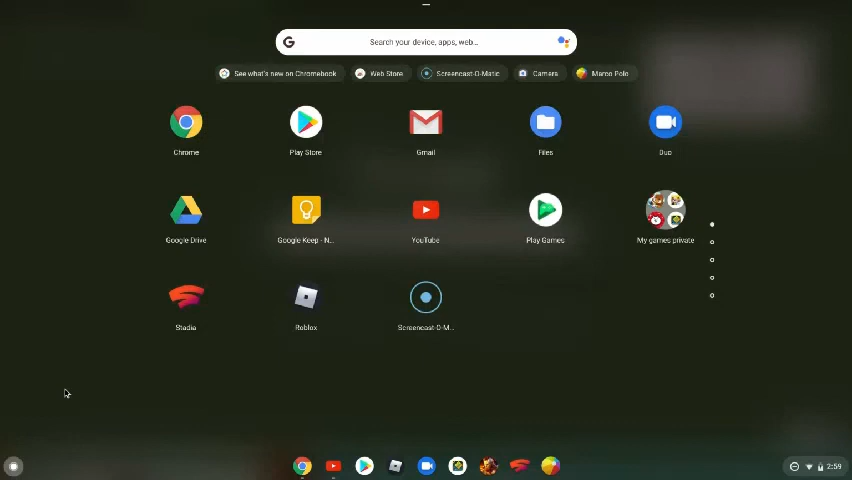 Search your device, apps, web...
See what's new on Chromebook Web Store Screencast-O-Matic Camera Marco Polo
Chrome Play Store Gmail Files Duo
Google Drive Google Keep - N... YouTube Play Games My games private
Stadia Roblox Screencast-O-M...
2:59